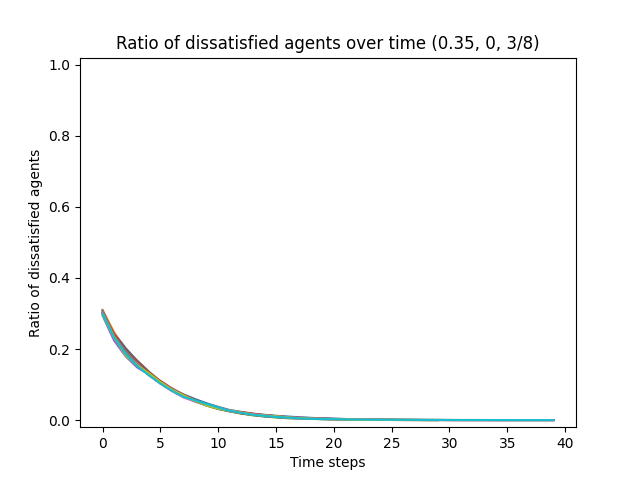 Ratio of dissatisfied agents over time (0.35, 0, 3/8)
1.0
0.8
0.6
0.4
0.2
0.0
Ratio of dissatisfied agents
0 5 10 15 20 25 30 35 40
Time steps